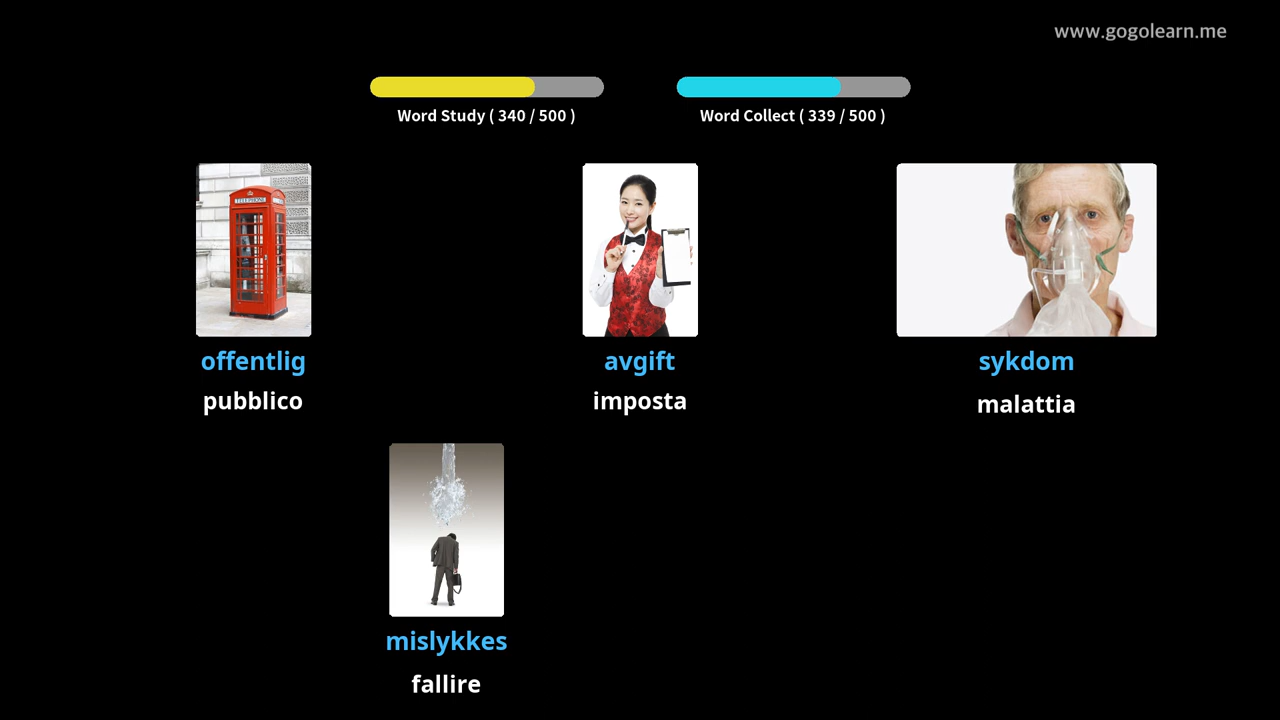 www.gogolearn.me
Word Study ( 340 / 500 )
Word Collect ( 339 / 500 )
TELEPHONE
offentlig
pubblico
avgift
imposta
sykdom
malattia
mislykkes
fallire